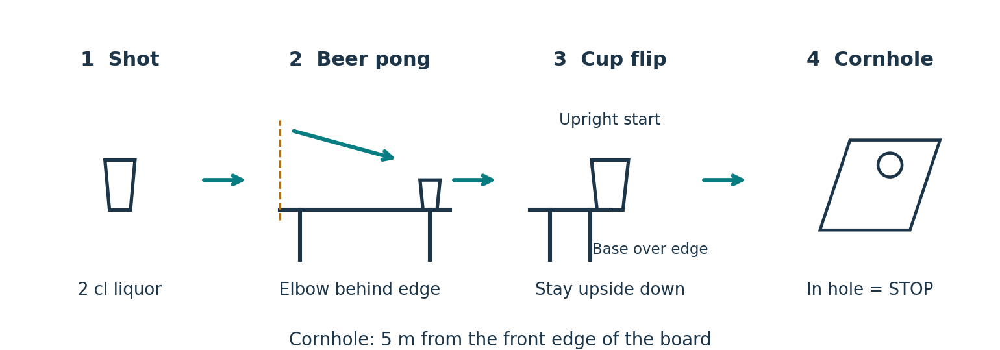 1 Shot
2 Beer pong
3 Cup flip
4 Cornhole
Upright start
Base over edge
2 cl liquor
Elbow behind edge
Stay upside down
In hole = STOP
Cornhole: 5 m from the front edge of the board